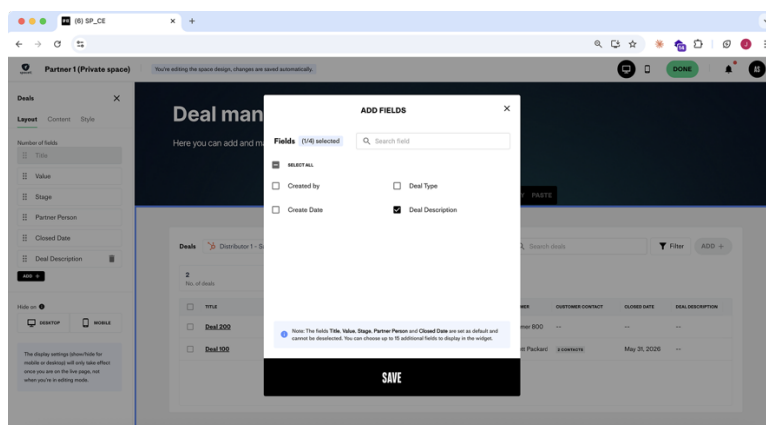 (6) SP_CE
Partner 1 (Private space)
You're editing the space design, changes are saved automatically.
DONE
Deals
Layout Content Style
Number of fields
Title
Value
Stage
Partner Person
Closed Date
Deal Description
ADD +
Hide on
DESKTOP MOBILE
The display settings (show/hide for
mobile or desktop) will only take effect
once you are on the live page, not
when you're in editing mode.
Deal man
Here you can add and m
PASTE
Deals Distributor 1 - S
Search deals
Filter
ADD +
2
No. of deals
TITLE CUSTOMER CONTACT CLOSED DATE DEAL DESCRIPTION
Deal 200 mer 800 -- -- --
Deal 100 tt Packard 2 CONTACTS May 31, 2026 --
ADD FIELDS
Fields (1/4) selected
Search field
SELECT ALL
Created by Deal Type
Create Date Deal Description
Note: The fields Title, Value, Stage, Partner Person and Closed Date are set as default and
cannot be deselected. You can choose up to 15 additional fields to display in the widget.
SAVE